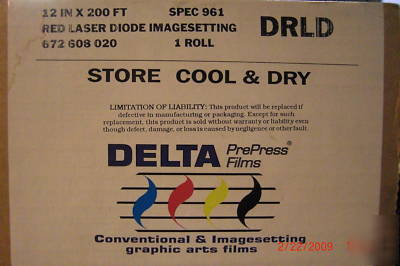 12 IN X 200 FT SPEC 961
RED LASER DIODE IMAGESETTING
672 608 020 1 ROLL
DRLD
STORE COOL & DRY
LIMITATION OF LIABILITY: This product will be replaced if
defective in manufacturing or packaging. Except for such
replacement, this product is sold without warranty or liability even
though defect, damage, or loss is caused by negligence or other fault.
DELTA PrePress®
Films
Conventional & Imagesetting
graphic arts films
2/22/2009